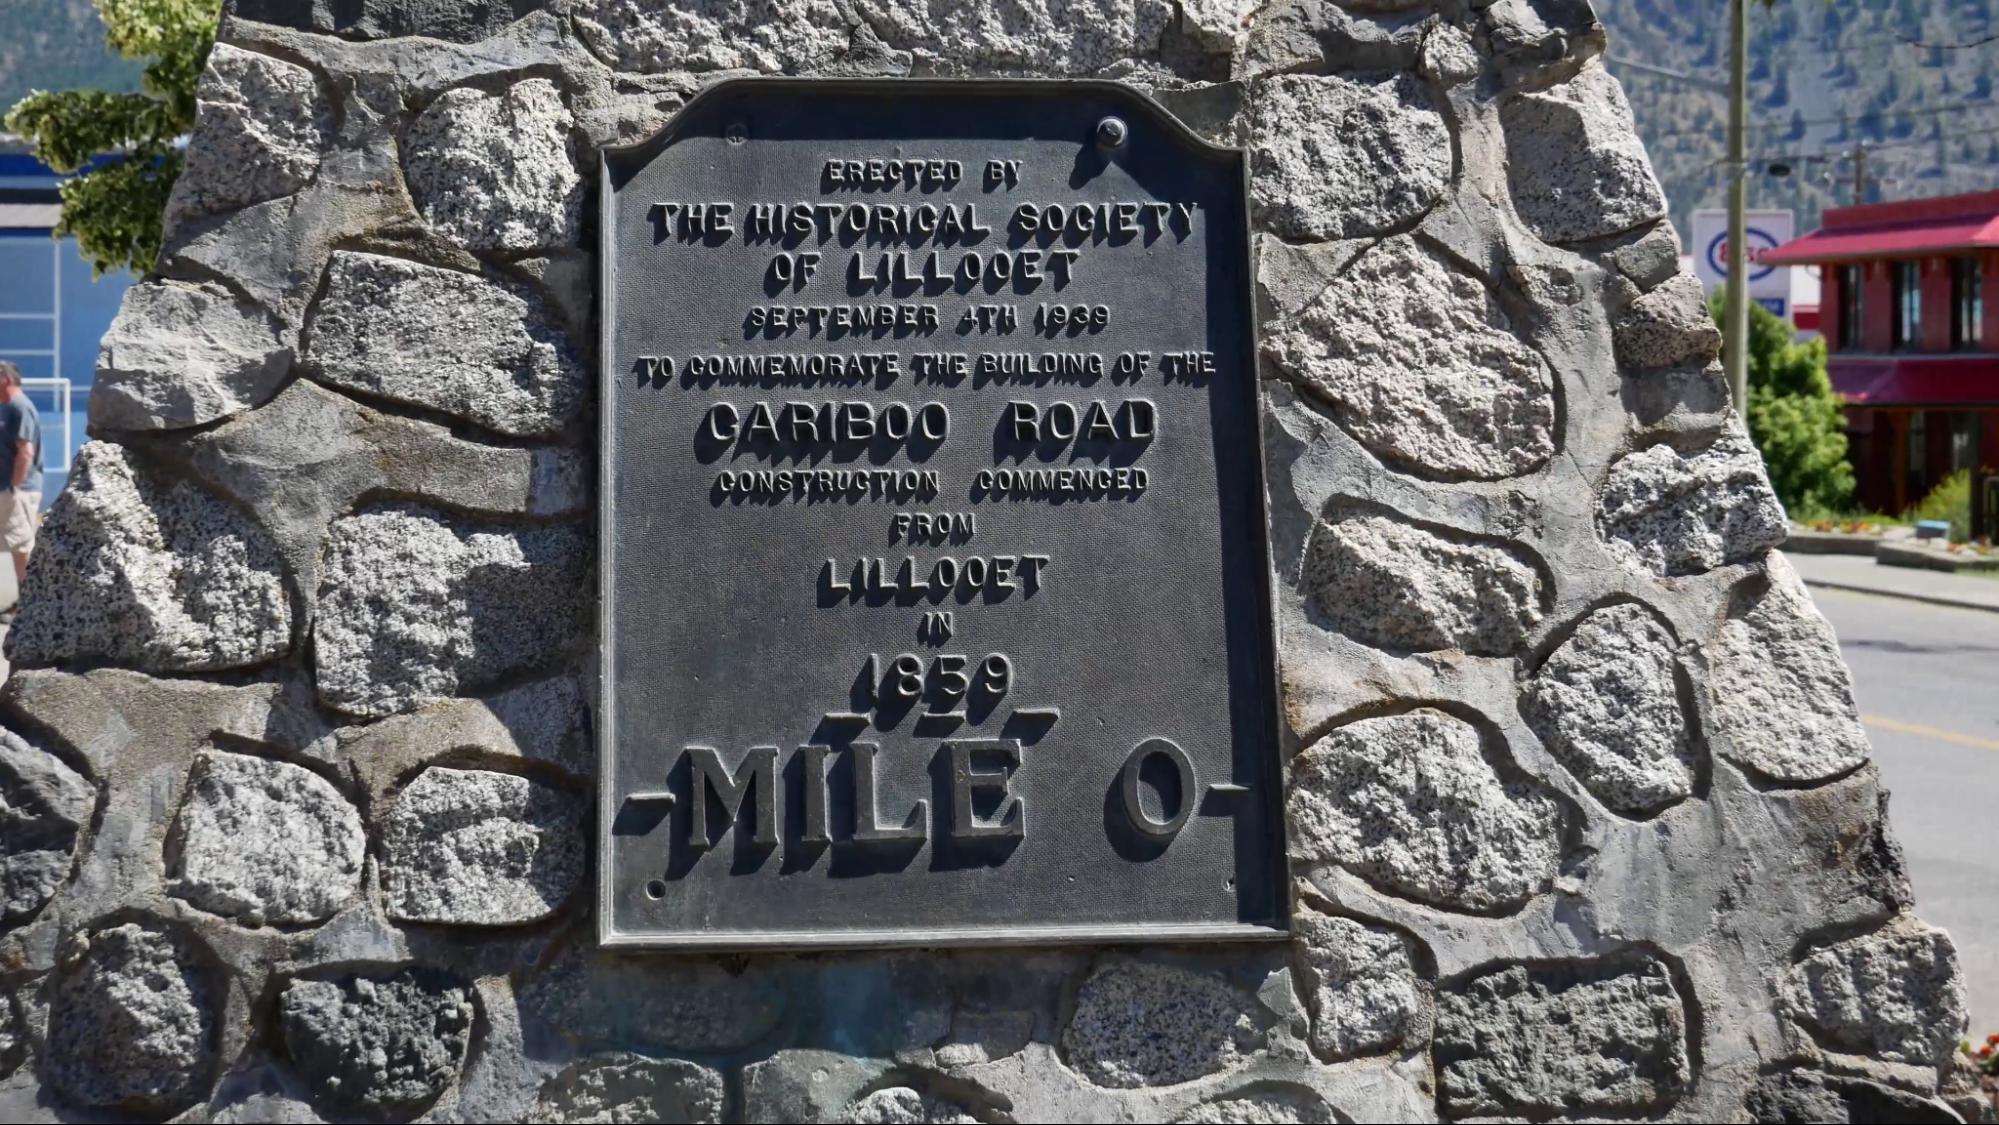 ERECTED BY
THE HISTORICAL SOCIETY
OF LILLOOET
SEPTEMBER 4TH 1939
TO COMMEMORATE THE BUILDING OF THE
CARIBOO ROAD
CONSTRUCTION COMMENCED
FROM
LILLOOET
IN
1859
-MILE 0-
Esso